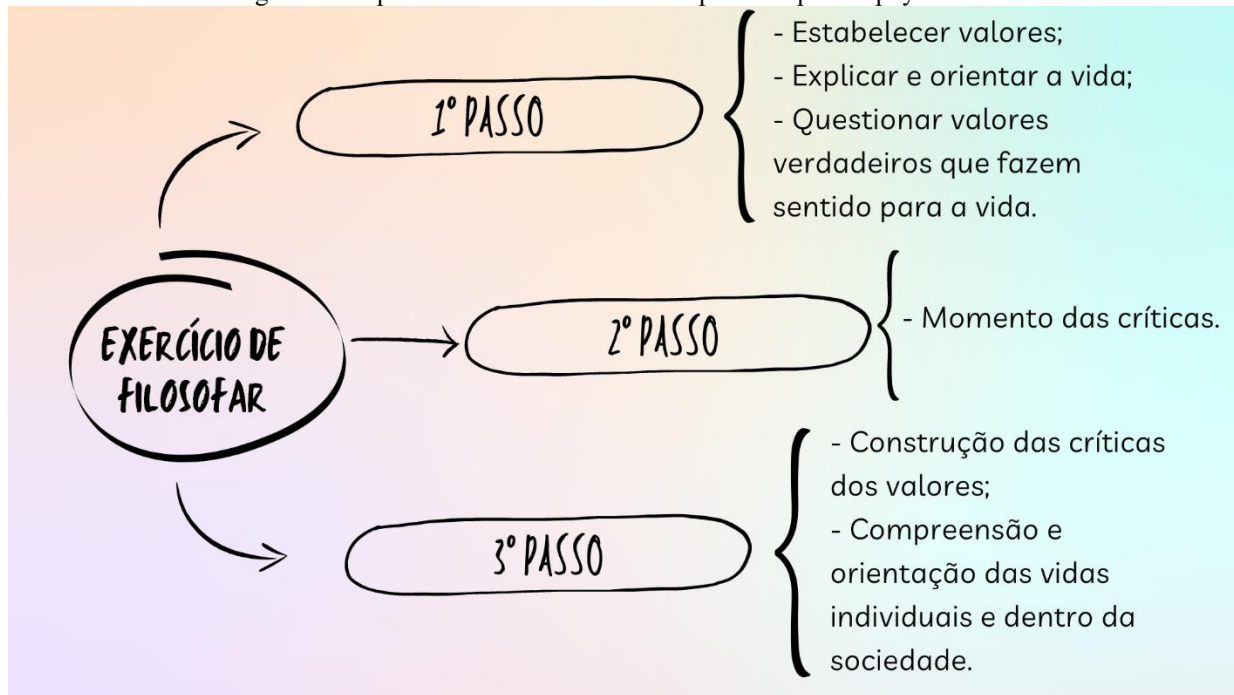 1º PASSO
- Estabelecer valores;
- Explicar e orientar a vida;
- Questionar valores
verdadeiros que fazem
sentido para a vida.
EXERCÍCIO DE
FILOSOFAR
2º PASSO
- Momento das críticas.
3º PASSO
- Construção das críticas
dos valores;
- Compreensão e
orientação das vidas
individuais e dentro da
sociedade.